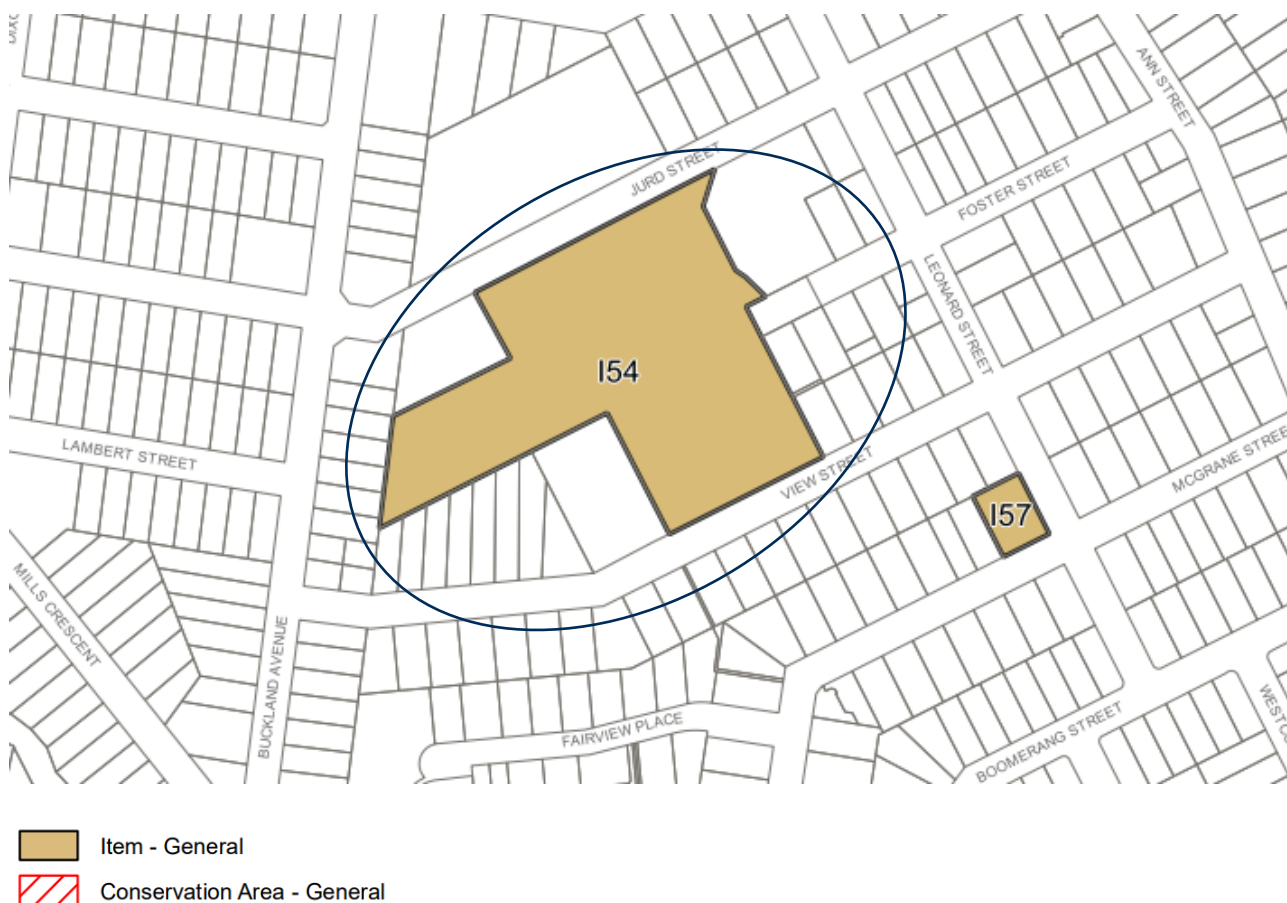 ANN STREET
JURD STREET
FOSTER STREET
LEONARD STREET
I54
LAMBERT STREET
VIEW STREET
MCGRANE STREE
I57
MILLS CRESCENT
BUCKLAND AVENUE
FAIRVIEW PLACE
BOOMERANG STREET
Item - General
Conservation Area - General